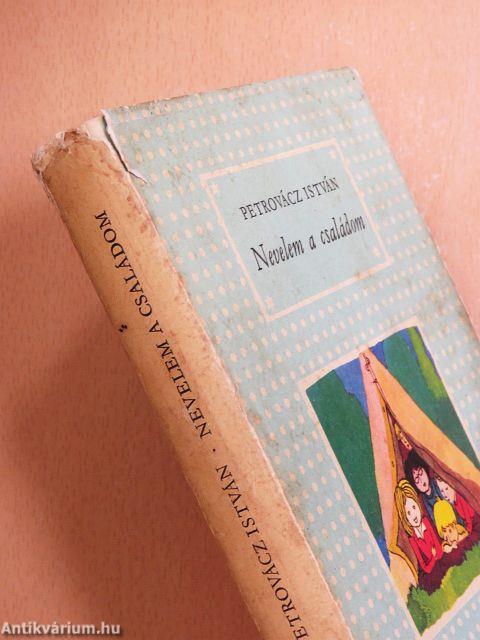 PETROVÁCZ ISTVÁN
Nevelem a családom
PETROVÁCZ ISTVÁN · NEVELEM A CSALÁDOM
Antikvárium.hu